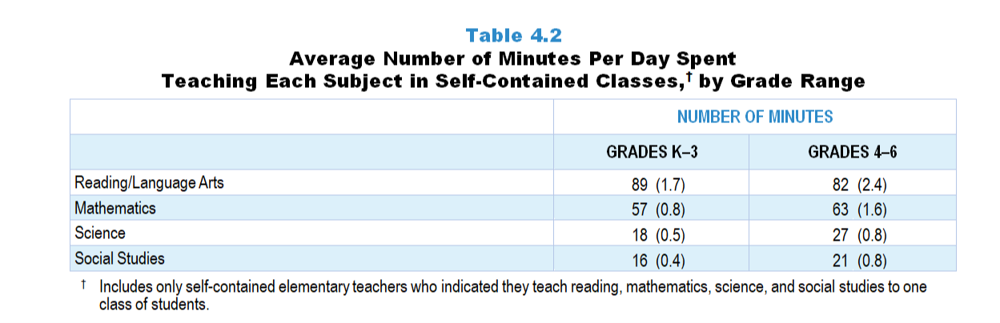 Table 4.2
Average Number of Minutes Per Day Spent
Teaching Each Subject in Self-Contained Classes,† by Grade Range
NUMBER OF MINUTES
GRADES K–3 GRADES 4–6
Reading/Language Arts 89 (1.7) 82 (2.4)
Mathematics 57 (0.8) 63 (1.6)
Science 18 (0.5) 27 (0.8)
Social Studies 16 (0.4) 21 (0.8)
† Includes only self-contained elementary teachers who indicated they teach reading, mathematics, science, and social studies to one
class of students.